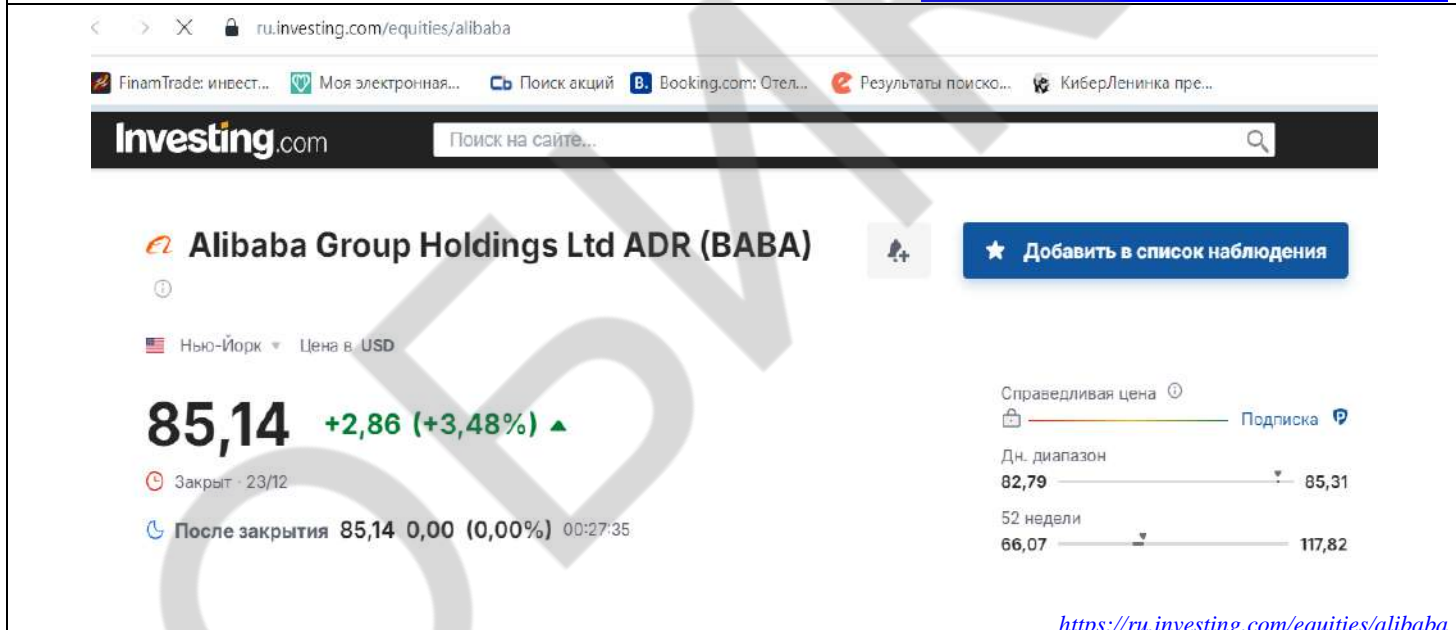 ru.investing.com/equities/alibaba
FinamTrade: инвест... Моя электронная... Сь Поиск акций B. Booking.com: Отел... Результаты поиско... КиберЛенинка пре...
Investing.com Поиск на сайте...
Alibaba Group Holdings Ltd ADR (BABA)
Добавить в список наблюдения
Нью-Йорк Цена в USD
85,14 +2,86 (+3,48%)
Закрыт · 23/12
После закрытия 85,14 0,00 (0,00%) 00:27:35
Справедливая цена
Подписка
Дн. диапазон
82,79 85,31
52 недели
66,07 117,82
https://ru.investing.com/equities/alibaba